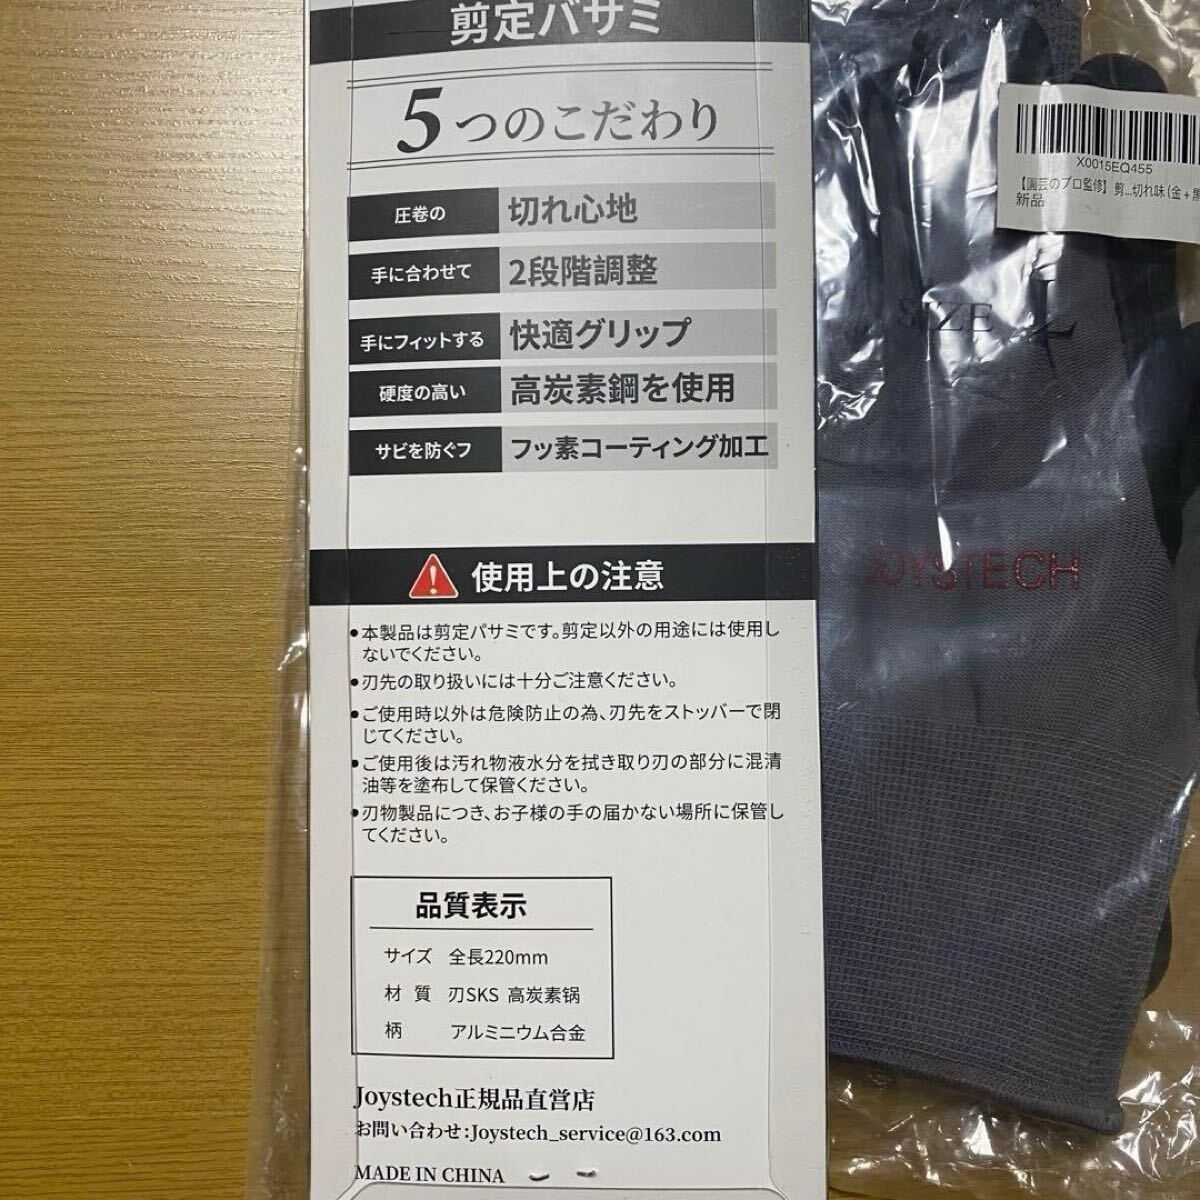 剪定バサミ
5つのこだわり
圧巻の 切れ心地
手に合わせて 2段階調整
手にフィットする 快適グリップ
硬度の高い 高炭素鋼を使用
サビを防ぐフ フッ素コーティング加工
使用上の注意
•本製品は剪定バサミです。剪定以外の用途には使用し
ないでください。
•刃先の取り扱いには十分ご注意ください。
•ご使用時以外は危険防止の為、刃先をストッパーで閉
じてください。
•ご使用後は汚れ物液水分を拭き取り刃の部分に混清
油等を塗布して保管ください。
•刃物製品につき、お子様の手の届かない場所に保管し
てください。
品質表示
サイズ 全長220mm
材 質 刃SKS 高炭素锅
柄 アルミニウム合金
Joystech正規品直営店
お問い合わせ:Joystech_service@163.com
MADE IN CHINA
X0015EQ455
【園芸のプロ監修】 剪...切れ味(金+黒
新品
SIZE L
JOYSTECH